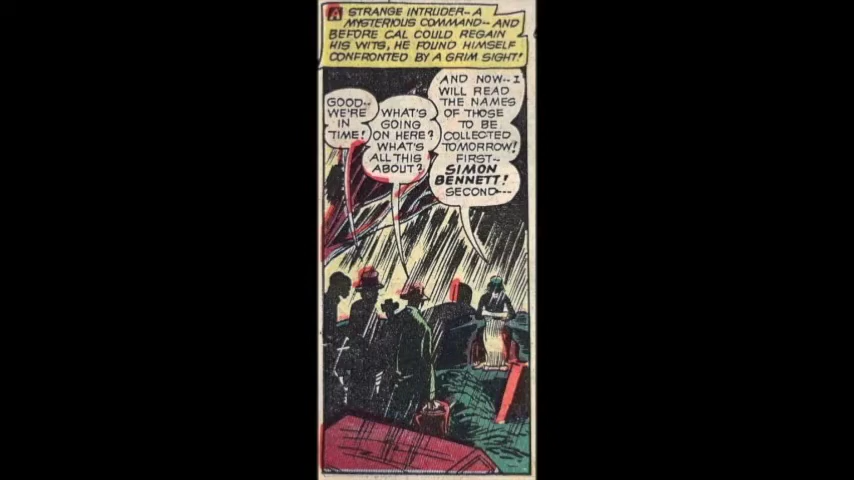 A STRANGE INTRUDER-- A
MYSTERIOUS COMMAND-- AND
BEFORE CAL COULD REGAIN
HIS WITS, HE FOUND HIMSELF
CONFRONTED BY A GRIM SIGHT!
GOOD--
WE'RE
IN
TIME!
WHAT'S
GOING
ON HERE?
WHAT'S
ALL THIS
ABOUT?
AND NOW-- I
WILL READ
THE NAMES
OF THOSE
TO BE
COLLECTED
TOMORROW!
FIRST--
SIMON
BENNETT!
SECOND---